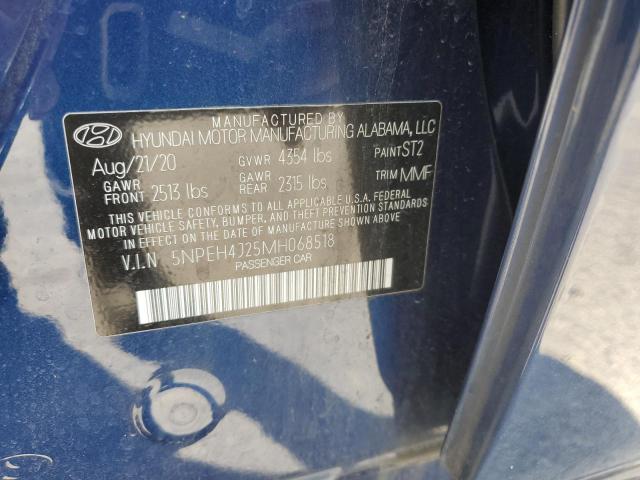 MANUFACTURED BY
HYUNDAI MOTOR MANUFACTURING ALABAMA, LLC
Aug/21/20 GVWR 4354 lbs PAINT ST2
GAWR FRONT 2513 lbs GAWR REAR 2315 lbs TRIM MMF
THIS VEHICLE CONFORMS TO ALL APPLICABLE U.S.A. FEDERAL
MOTOR VEHICLE SAFETY, BUMPER, AND THEFT PREVENTION STANDARDS
IN EFFECT ON THE DATE OF MANUFACTURE SHOWN ABOVE.
V.I.N 5NPEH4J25MH068518
PASSENGER CAR